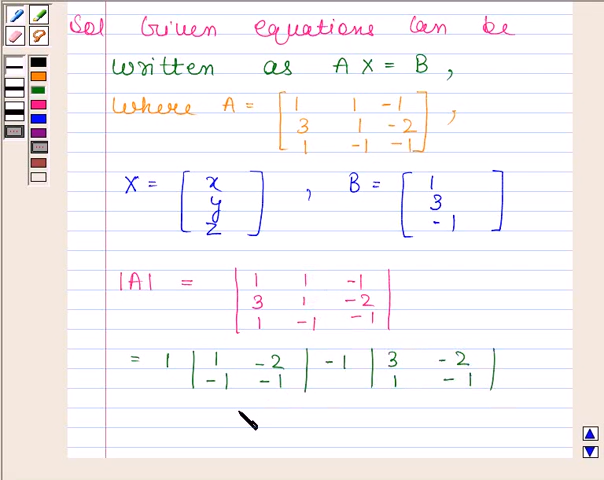 Sol Given equations can be
written as A X = B,
Where A = [ 1 1 -1 ] ,
3 1 -2
1 -1 -1
X = [ x ] , B = [ 1 ]
y 3
z -1
|A| = | 1 1 -1 |
3 1 -2
1 -1 -1
= 1 | 1 -2 | -1 | 3 -2 |
-1 -1 1 -1